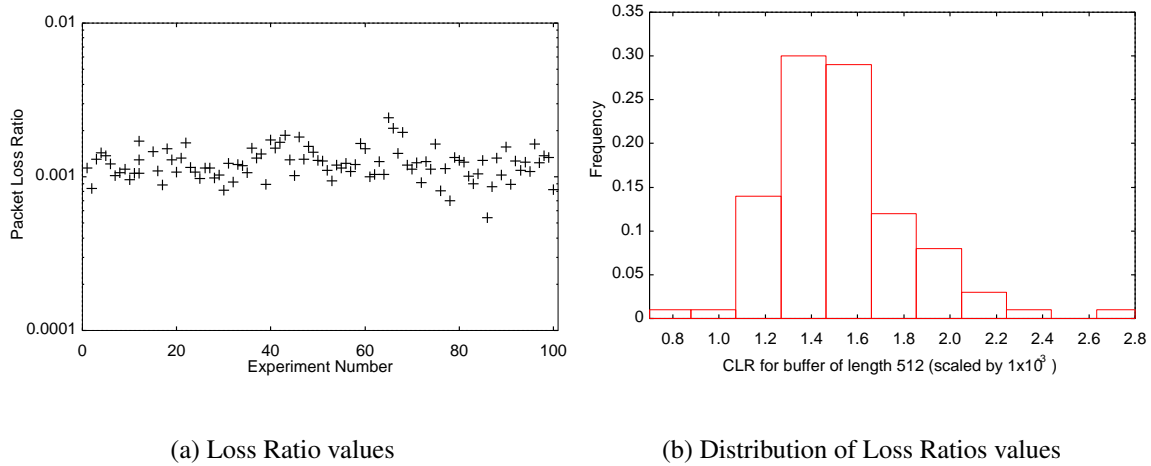 0.01
0.001
0.0001
Packet Loss Ratio
0 20 40 60 80 100
Experiment Number
(a) Loss Ratio values
0.35
0.30
0.25
0.20
0.15
0.10
0.05
0
Frequency
0.8 1.0 1.2 1.4 1.6 1.8 2.0 2.2 2.4 2.6 2.8
CLR for buffer of length 512 (scaled by 1x10³ )
(b) Distribution of Loss Ratios values